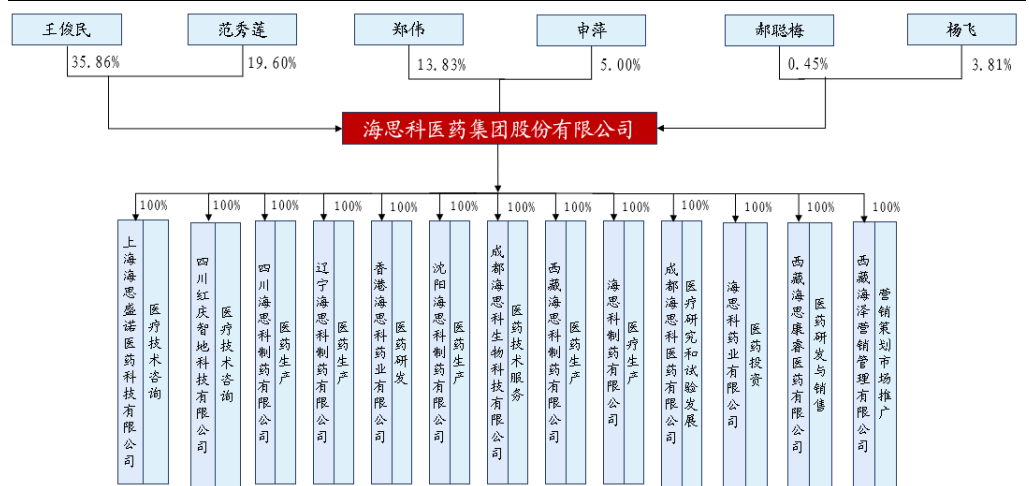 王俊民
范秀莲
郑伟
申萍
郝聪梅
杨飞
35.86%
19.60%
13.83%
5.00%
0.45%
3.81%
海思科医药集团股份有限公司
100%
100%
100%
100%
100%
100%
100%
100%
100%
100%
100%
100%
100%
上海海思盛诺医药科技有限公司
医疗技术咨询
四川红庆智地科技有限公司
医疗技术咨询
四川海思科制药有限公司
医药生产
辽宁海思科制药有限公司
医药生产
香港海思科药业有限公司
医药研发
沈阳海思科制药有限公司
医药生产
成都海思科生物科技有限公司
医药技术服务
西藏海思科制药有限公司
医药生产
海思科制药有限公司
医疗生产
成都海思科医药有限公司
医疗研究和试验发展
海思科药业有限公司
医药投资
西藏海思康睿医药有限公司
医药研发与销售
西藏海泽营销管理有限公司
营销策划市场推广